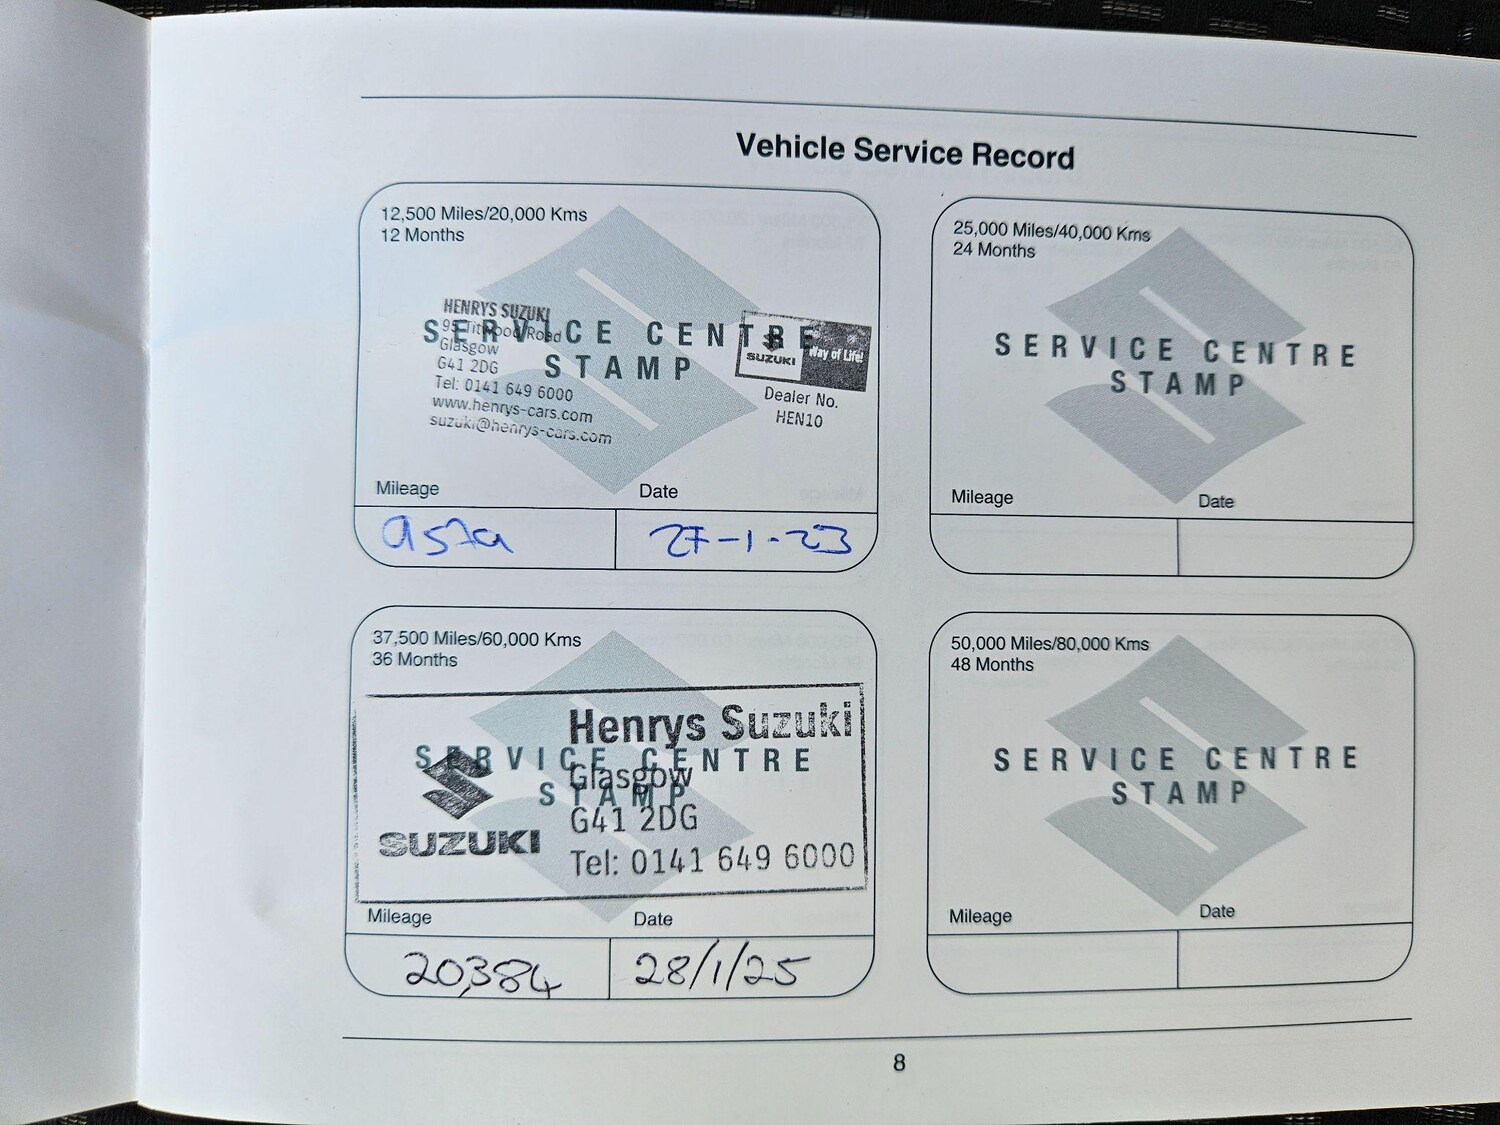 Vehicle Service Record
12,500 Miles/20,000 Kms
12 Months
HENRYS SUZUKI
95 Titwood Road
Glasgow
G41 2DG
Tel: 0141 649 6000
www.henrys-cars.com
suzuki@henrys-cars.com
SERVICE CENTRE
STAMP
SUZUKI
Way of Life!
Dealer No.
HEN10
Mileage
Date
27-1-23
25,000 Miles/40,000 Kms
24 Months
SERVICE CENTRE
STAMP
Mileage
Date
37,500 Miles/60,000 Kms
36 Months
SERVICE CENTRE
STAMP
SUZUKI
Henrys Suzuki
Glasgow
G41 2DG
Tel: 0141 649 6000
Mileage
Date
20,384
28/1/25
50,000 Miles/80,000 Kms
48 Months
SERVICE CENTRE
STAMP
Mileage
Date
8